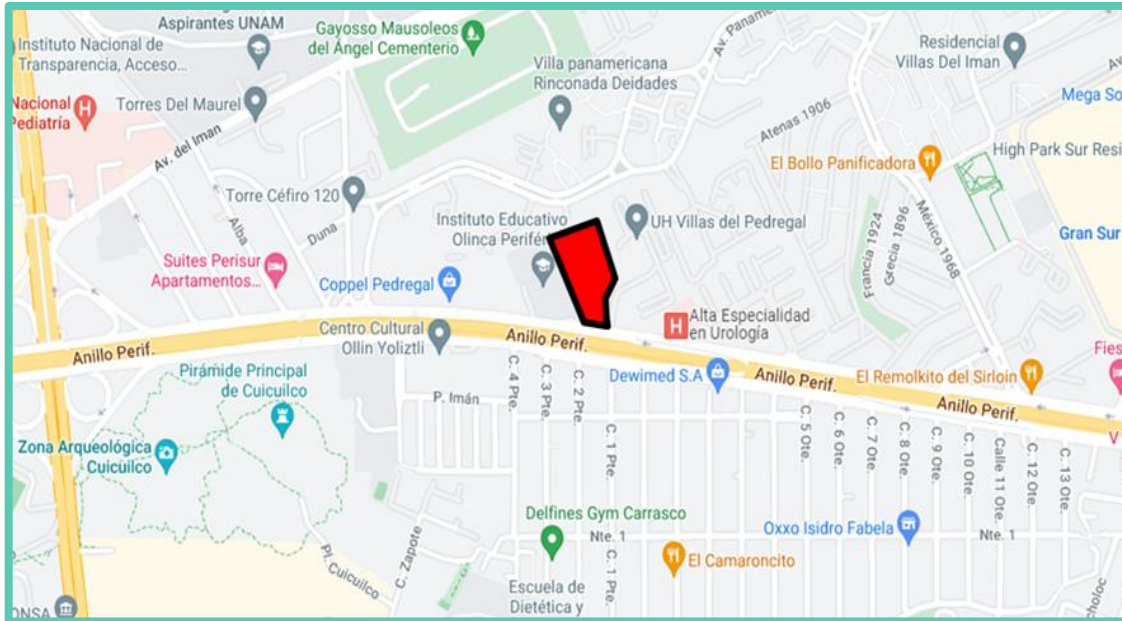 Aspirantes UNAM
Instituto Nacional de
Transparencia, Acceso...
Gayosso Mausoleos
del Ángel Cementerio
Av. Panamer
Residencial
Villas Del Iman
Av
Nacional
Pediatría
Torres Del Maurel
Villa panamericana
Rinconada Deidades
Mega So
Av. del Iman
Atenas 1906
El Bollo Panificadora
High Park Sur Resi
Torre Céfiro 120
Alba
Duna
Instituto Educativo
Olinca Perifér
UH Villas del Pedregal
Francia 1924
Grecia 1896
México 1968
Gran Sur
Suites Perisur
Apartamentos...
Coppel Pedregal
Alta Especialidad
en Urología
H
H
Anillo Perif.
Centro Cultural
Ollin Yoliztli
Anillo Perif.
Fies
Pirámide Principal
de Cuicuilco
C. 4 Pte.
C. 3 Pte.
C. 2 Pte.
Dewimed S.A
Anillo Perif.
El Remolkito del Sirloin
P. Imán
Anillo Perif.
V
Zona Arqueológica
Cuicuilco
C. 1 Pte.
C. 5 Ote.
C. 6 Ote.
C. 7 Ote.
C. 8 Ote.
C. 9 Ote.
C. 10 Ote.
Calle 11 Ote.
C. 12 Ote.
C. 13 Ote.
Delfines Gym Carrasco
Nte. 1
Oxxo Isidro Fabela
Nte. 1
Pl. Cuicuilco
C. Zapote
C. 1 Pte.
El Camaroncito
Escuela de
Dietética y
ONSA
choloc